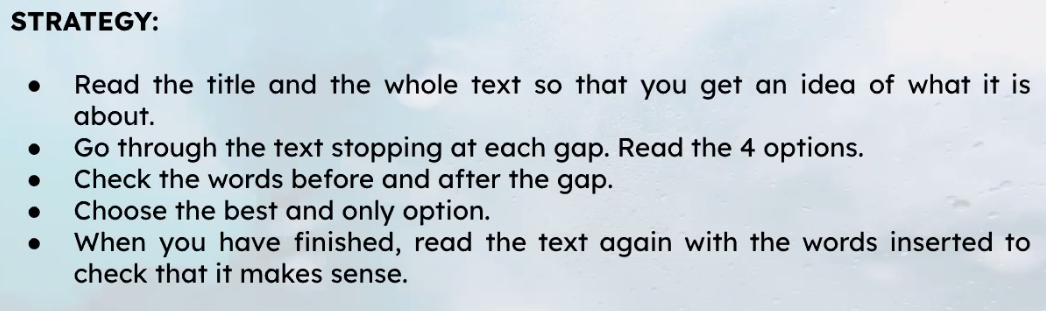 STRATEGY:
● Read the title and the whole text so that you get an idea of what it is
about.
● Go through the text stopping at each gap. Read the 4 options.
● Check the words before and after the gap.
● Choose the best and only option.
● When you have finished, read the text again with the words inserted to
check that it makes sense.